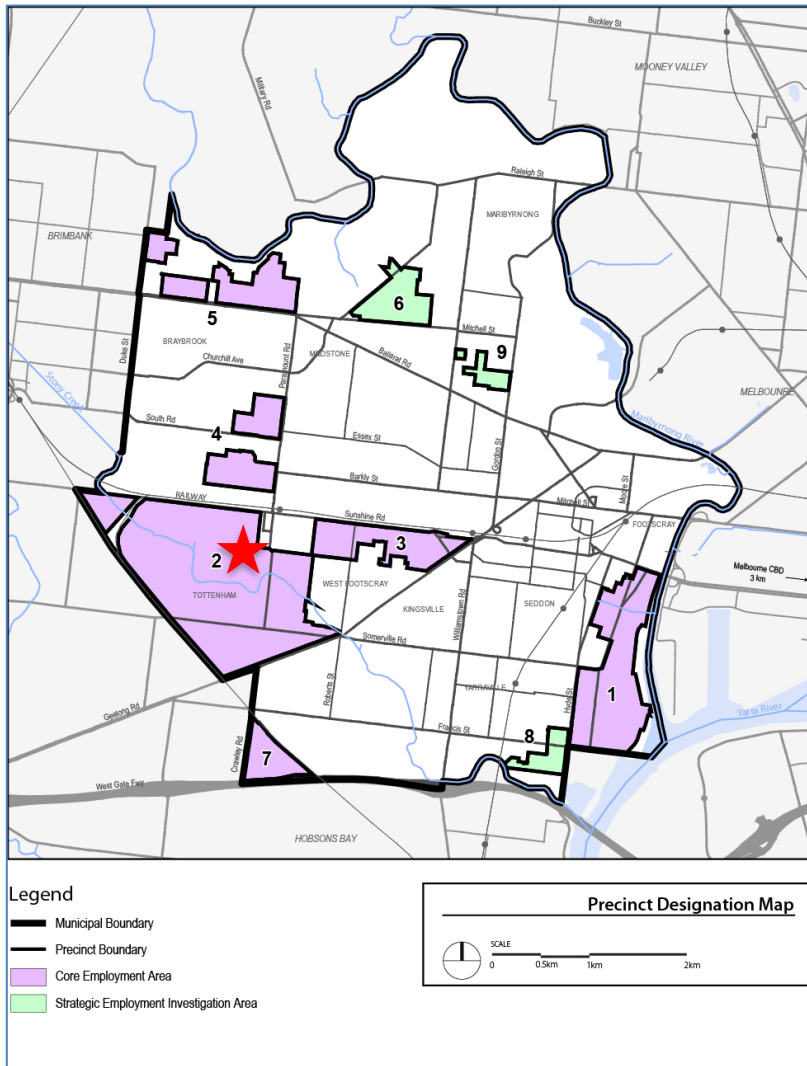 Buckley St
MOONEY VALLEY
Military Rd
Raleigh St
MARIBYRNONG
BRIMBANK
6
5
Mitchell St
9
Duke St
BRAYBROOK
Paramount Rd
MAIDSTONE
Ballarat Rd
Churchill Ave
Stony Creek
MELBOUNRE
Maribyrnong River
South Rd
4
Essex St
Gordon St
Barkly St
Mitchell St
Moore St
RAILWAY
Sunshine Rd
FOOTSCRAY
3
2
Melbourne CBD
3 km
TOTTENHAM
WEST FOOTSCRAY
KINGSVILLE
SEDDON
Williamstown Rd
Somerville Rd
Roberts St
YARRAVILLE
Hyde St
1
Geelong Rd
Francis St
Yarra River
8
Crawley Rd
7
West Gate Fwy
HOBSONS BAY
Legend
Municipal Boundary
Precinct Boundary
Core Employment Area
Strategic Employment Investigation Area
Precinct Designation Map
SCALE
0 0.5km 1km 2km